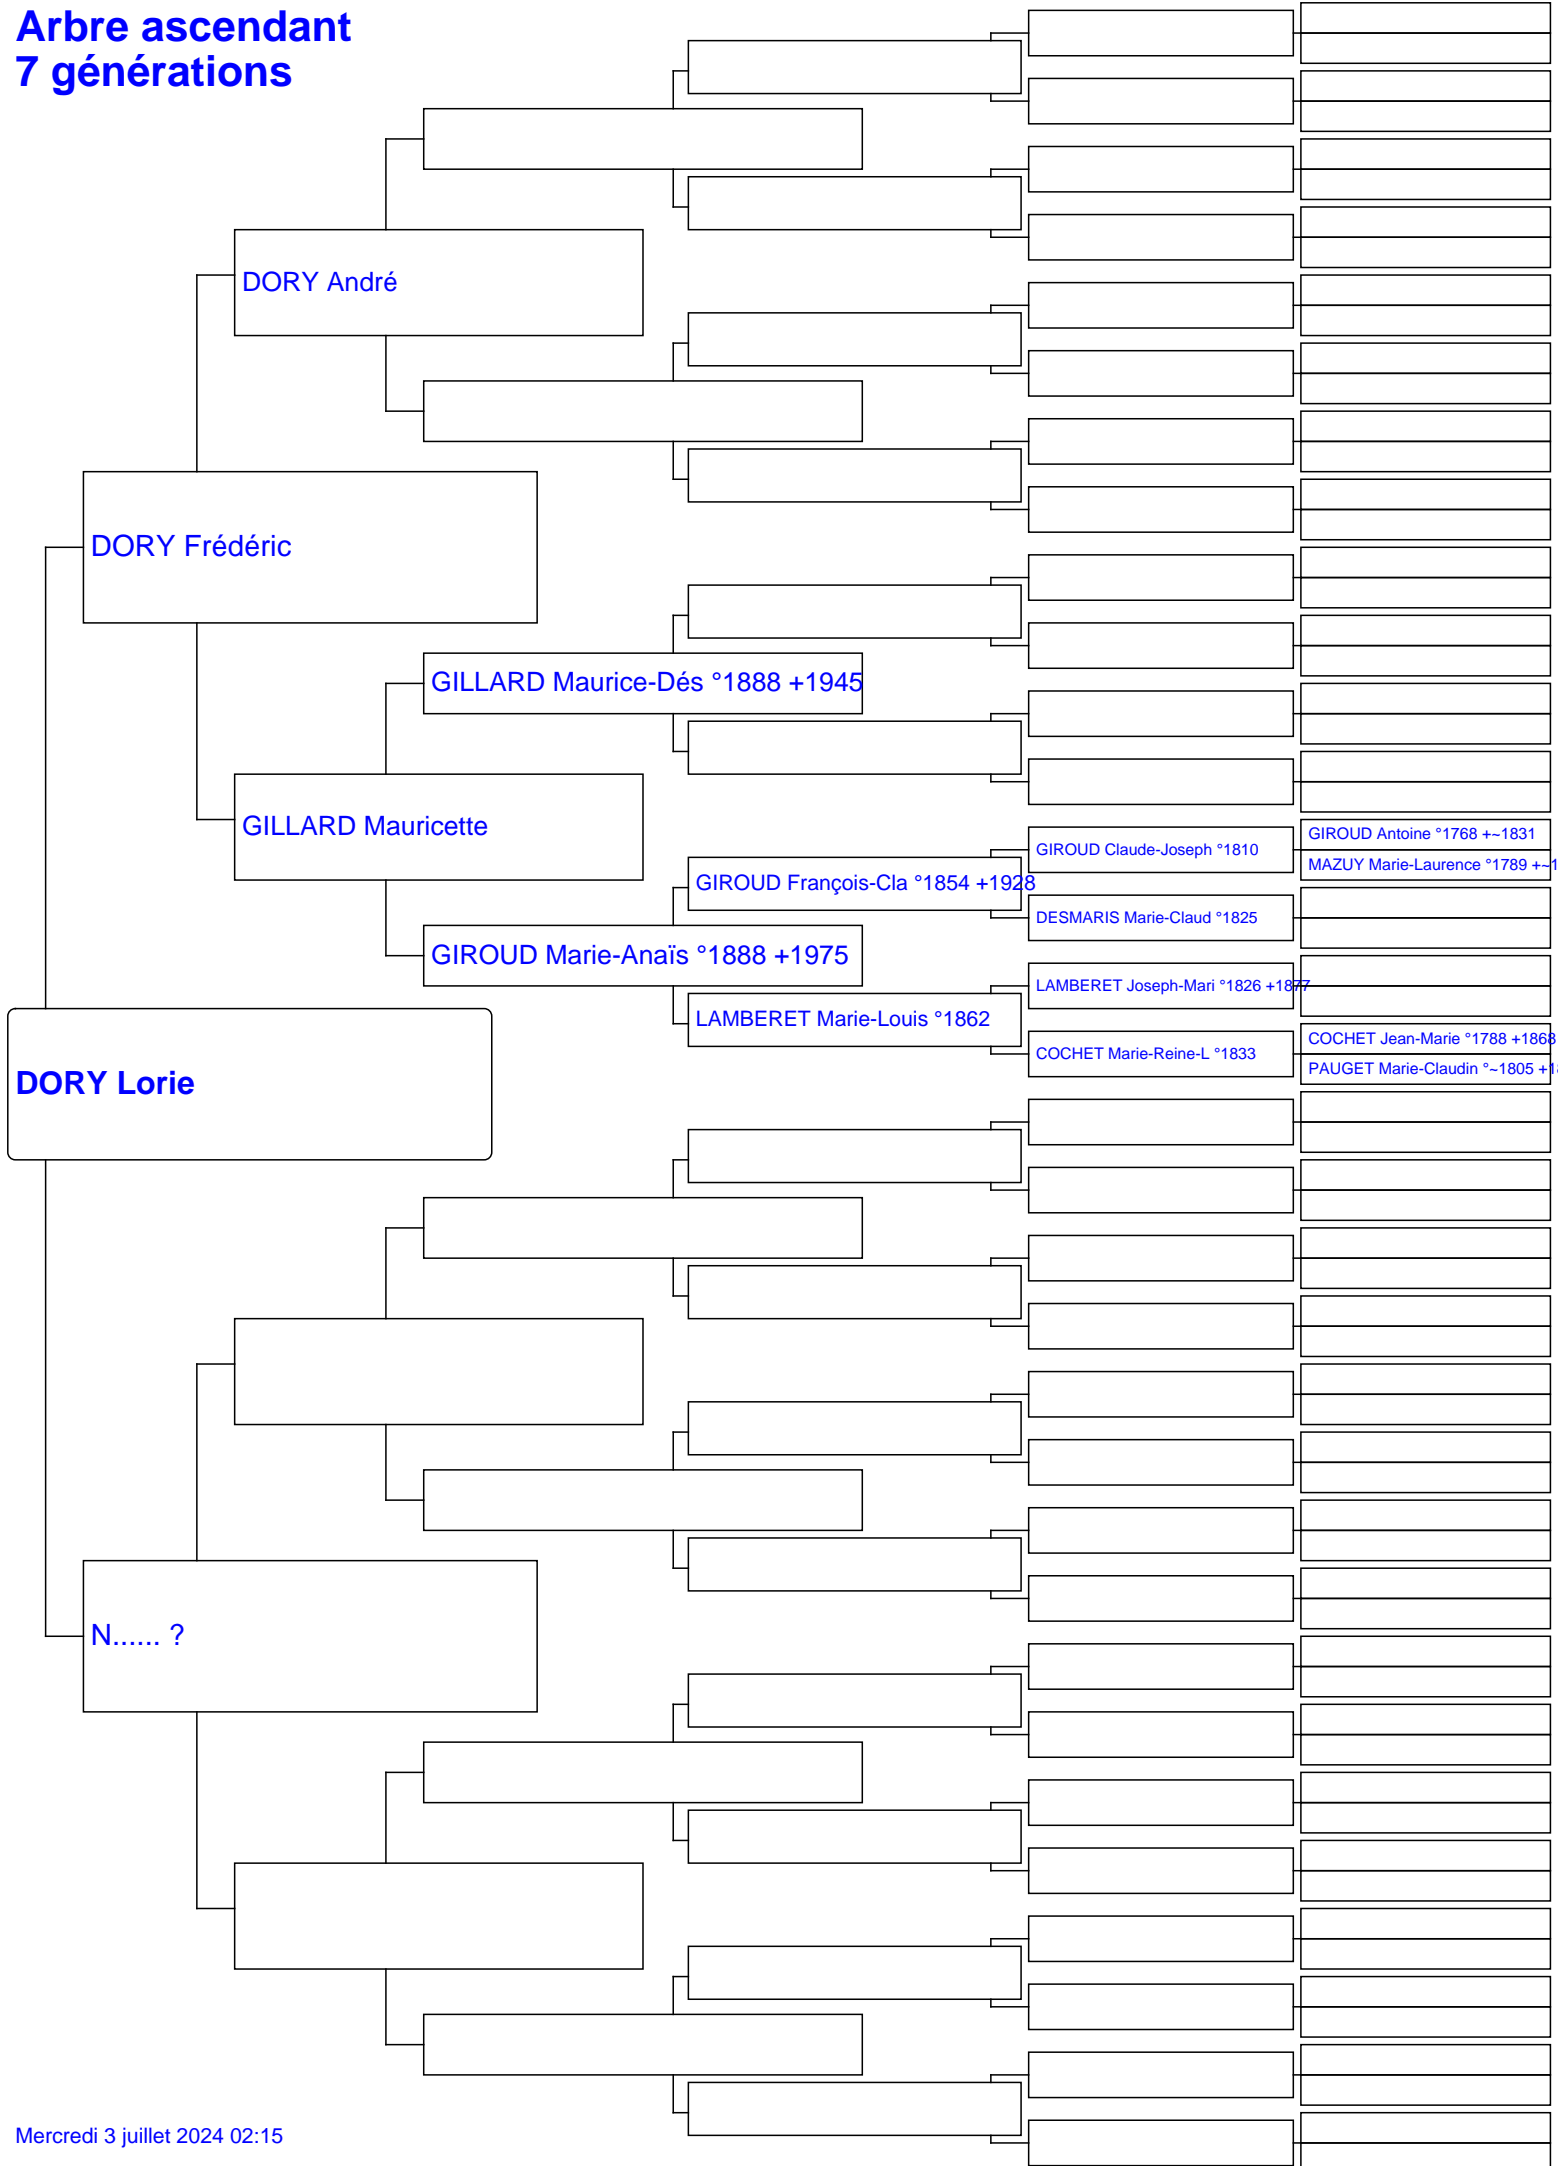 Arbre ascendant
7 générations
DORY André
DORY Frédéric
GILLARD Maurice-Dés °1888 +1945
GILLARD Mauricette
GIROUD Antoine °1768 +~1831
GIROUD Claude-Joseph °1810
MAZUY Marie-Laurence °1789 +~1
GIROUD François-Cla °1854 +1928
DESMARIS Marie-Claud °1825
GIROUD Marie-Anaïs °1888 +1975
LAMBERET Joseph-Mari °1826 +1877
LAMBERET Marie-Louis °1862
COCHET Jean-Marie °1788 +1868
COCHET Marie-Reine-L °1833
PAUGET Marie-Claudin °~1805 +18
DORY Lorie
N...... ?
Mercredi 3 juillet 2024 02:15